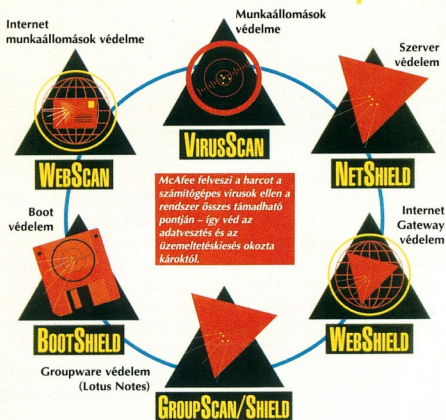 Internet
munkaállomások védelme
Munkaállomások
védelme
Szerver
védelem
WEBSCAN
VIRUSSCAN
NETSHIELD
McAfee felveszi a harcot a
számítógépes vírusok ellen a
rendszer összes támadható
pontján – így véd az
adatvesztés és az
üzemeltetéskiesés okozta
károktól.
Boot
védelem
Internet
Gateway
védelem
BOOTSHIELD
WEBSHIELD
Groupware védelem
(Lotus Notes)
GROUPSCAN/SHIELD